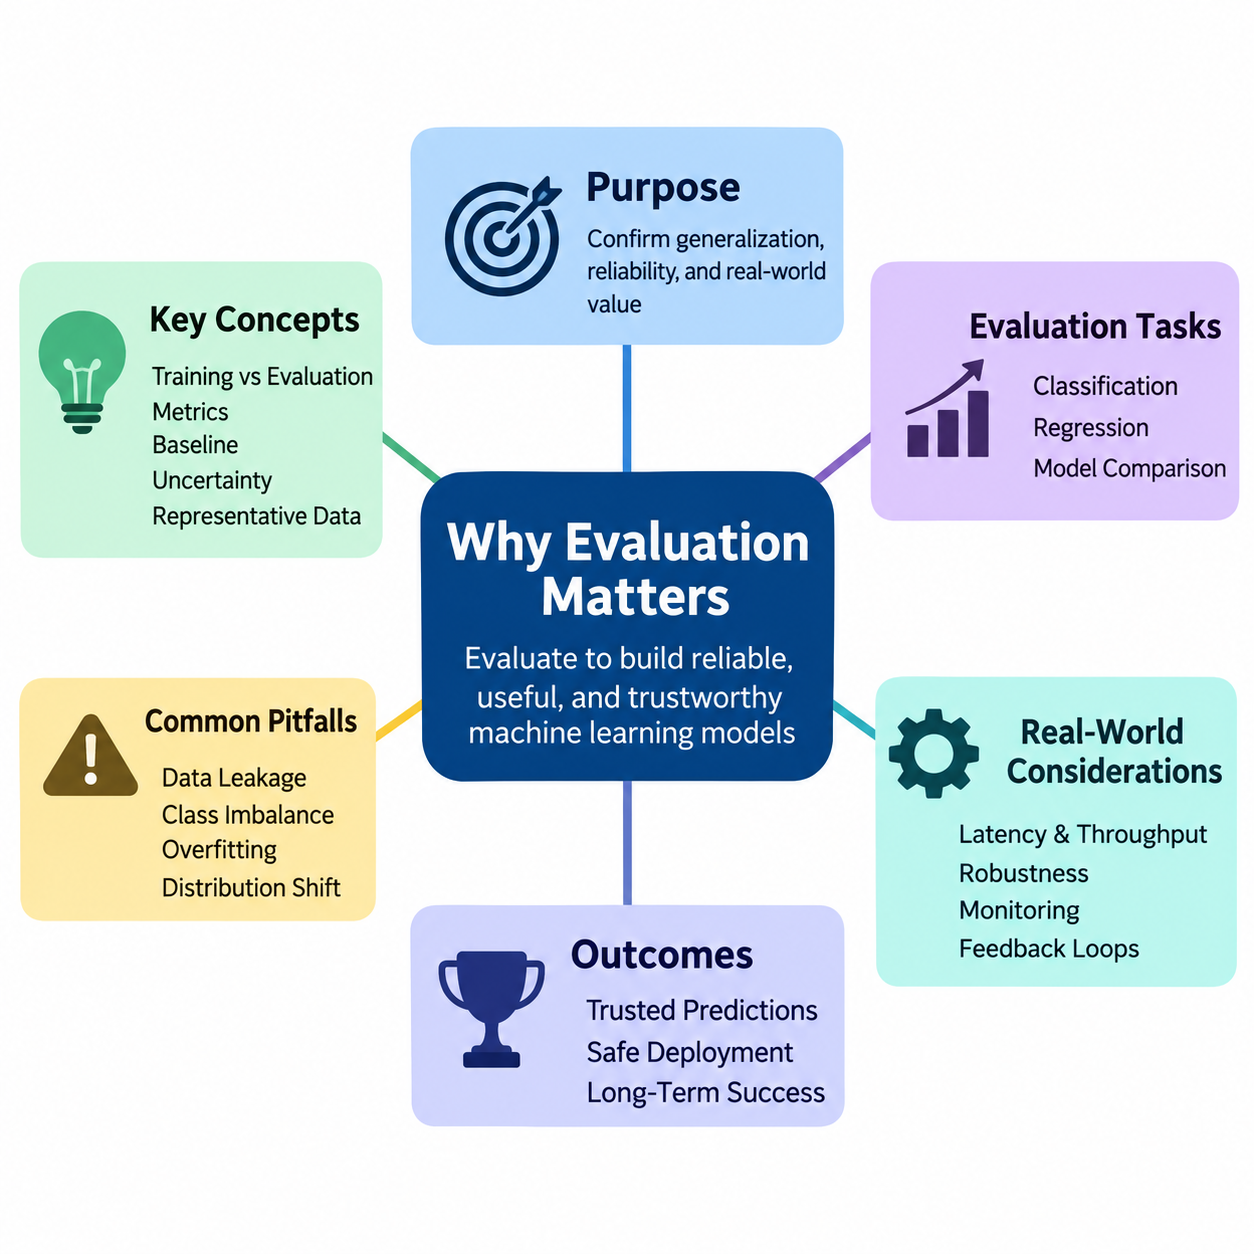 Purpose
Confirm generalization,
reliability, and real-world
value
Key Concepts
Training vs Evaluation
Metrics
Baseline
Uncertainty
Representative Data
Evaluation Tasks
Classification
Regression
Model Comparison
Why Evaluation
Matters
Evaluate to build reliable,
useful, and trustworthy
machine learning models
Common Pitfalls
Data Leakage
Class Imbalance
Overfitting
Distribution Shift
Real-World
Considerations
Latency & Throughput
Robustness
Monitoring
Feedback Loops
Outcomes
Trusted Predictions
Safe Deployment
Long-Term Success